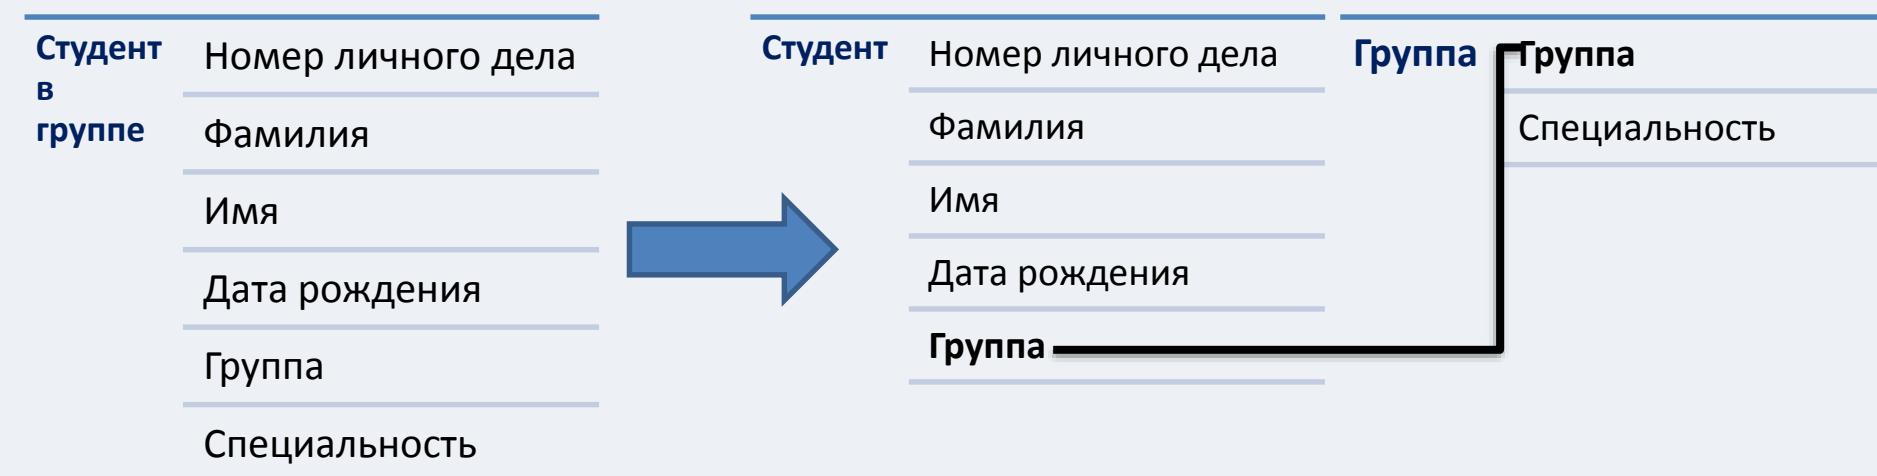 Студент
в
группе
Номер личного дела
Фамилия
Имя
Дата рождения
Группа
Специальность
Студент
Номер личного дела
Фамилия
Имя
Дата рождения
Группа
Группа
Группа
Специальность